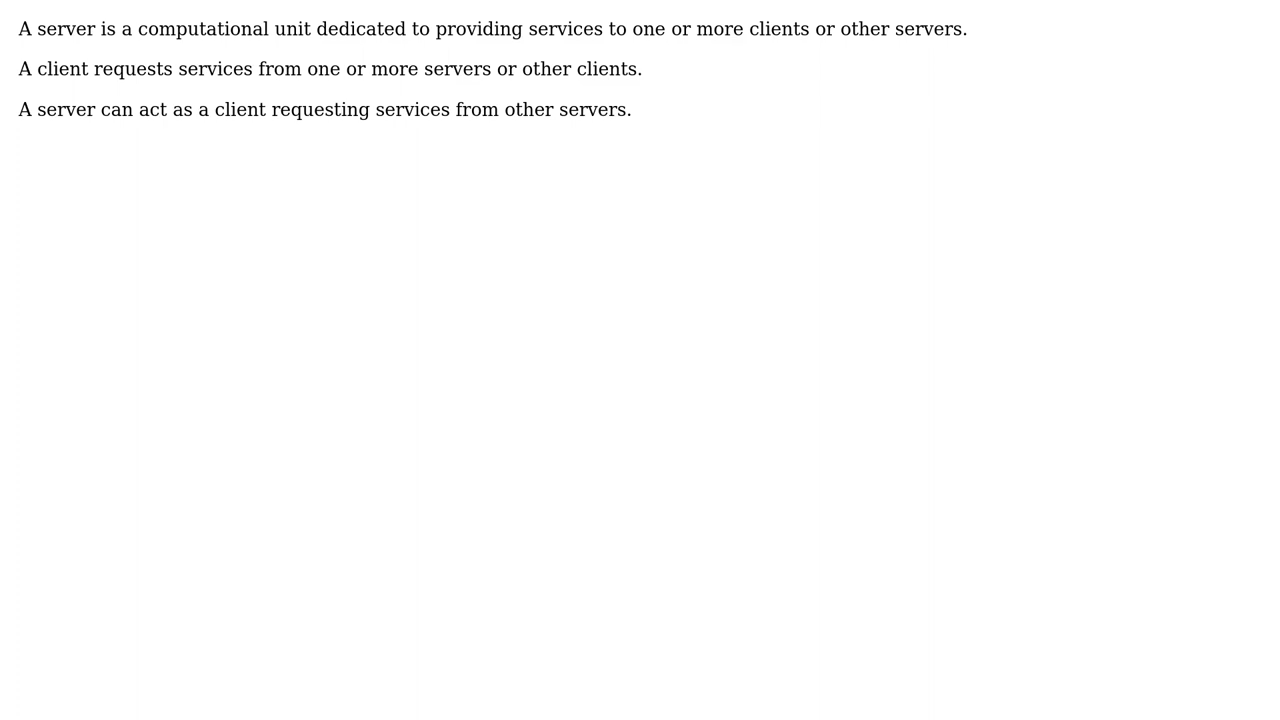 A server is a computational unit dedicated to providing services to one or more clients or other servers.
A client requests services from one or more servers or other clients.
A server can act as a client requesting services from other servers.